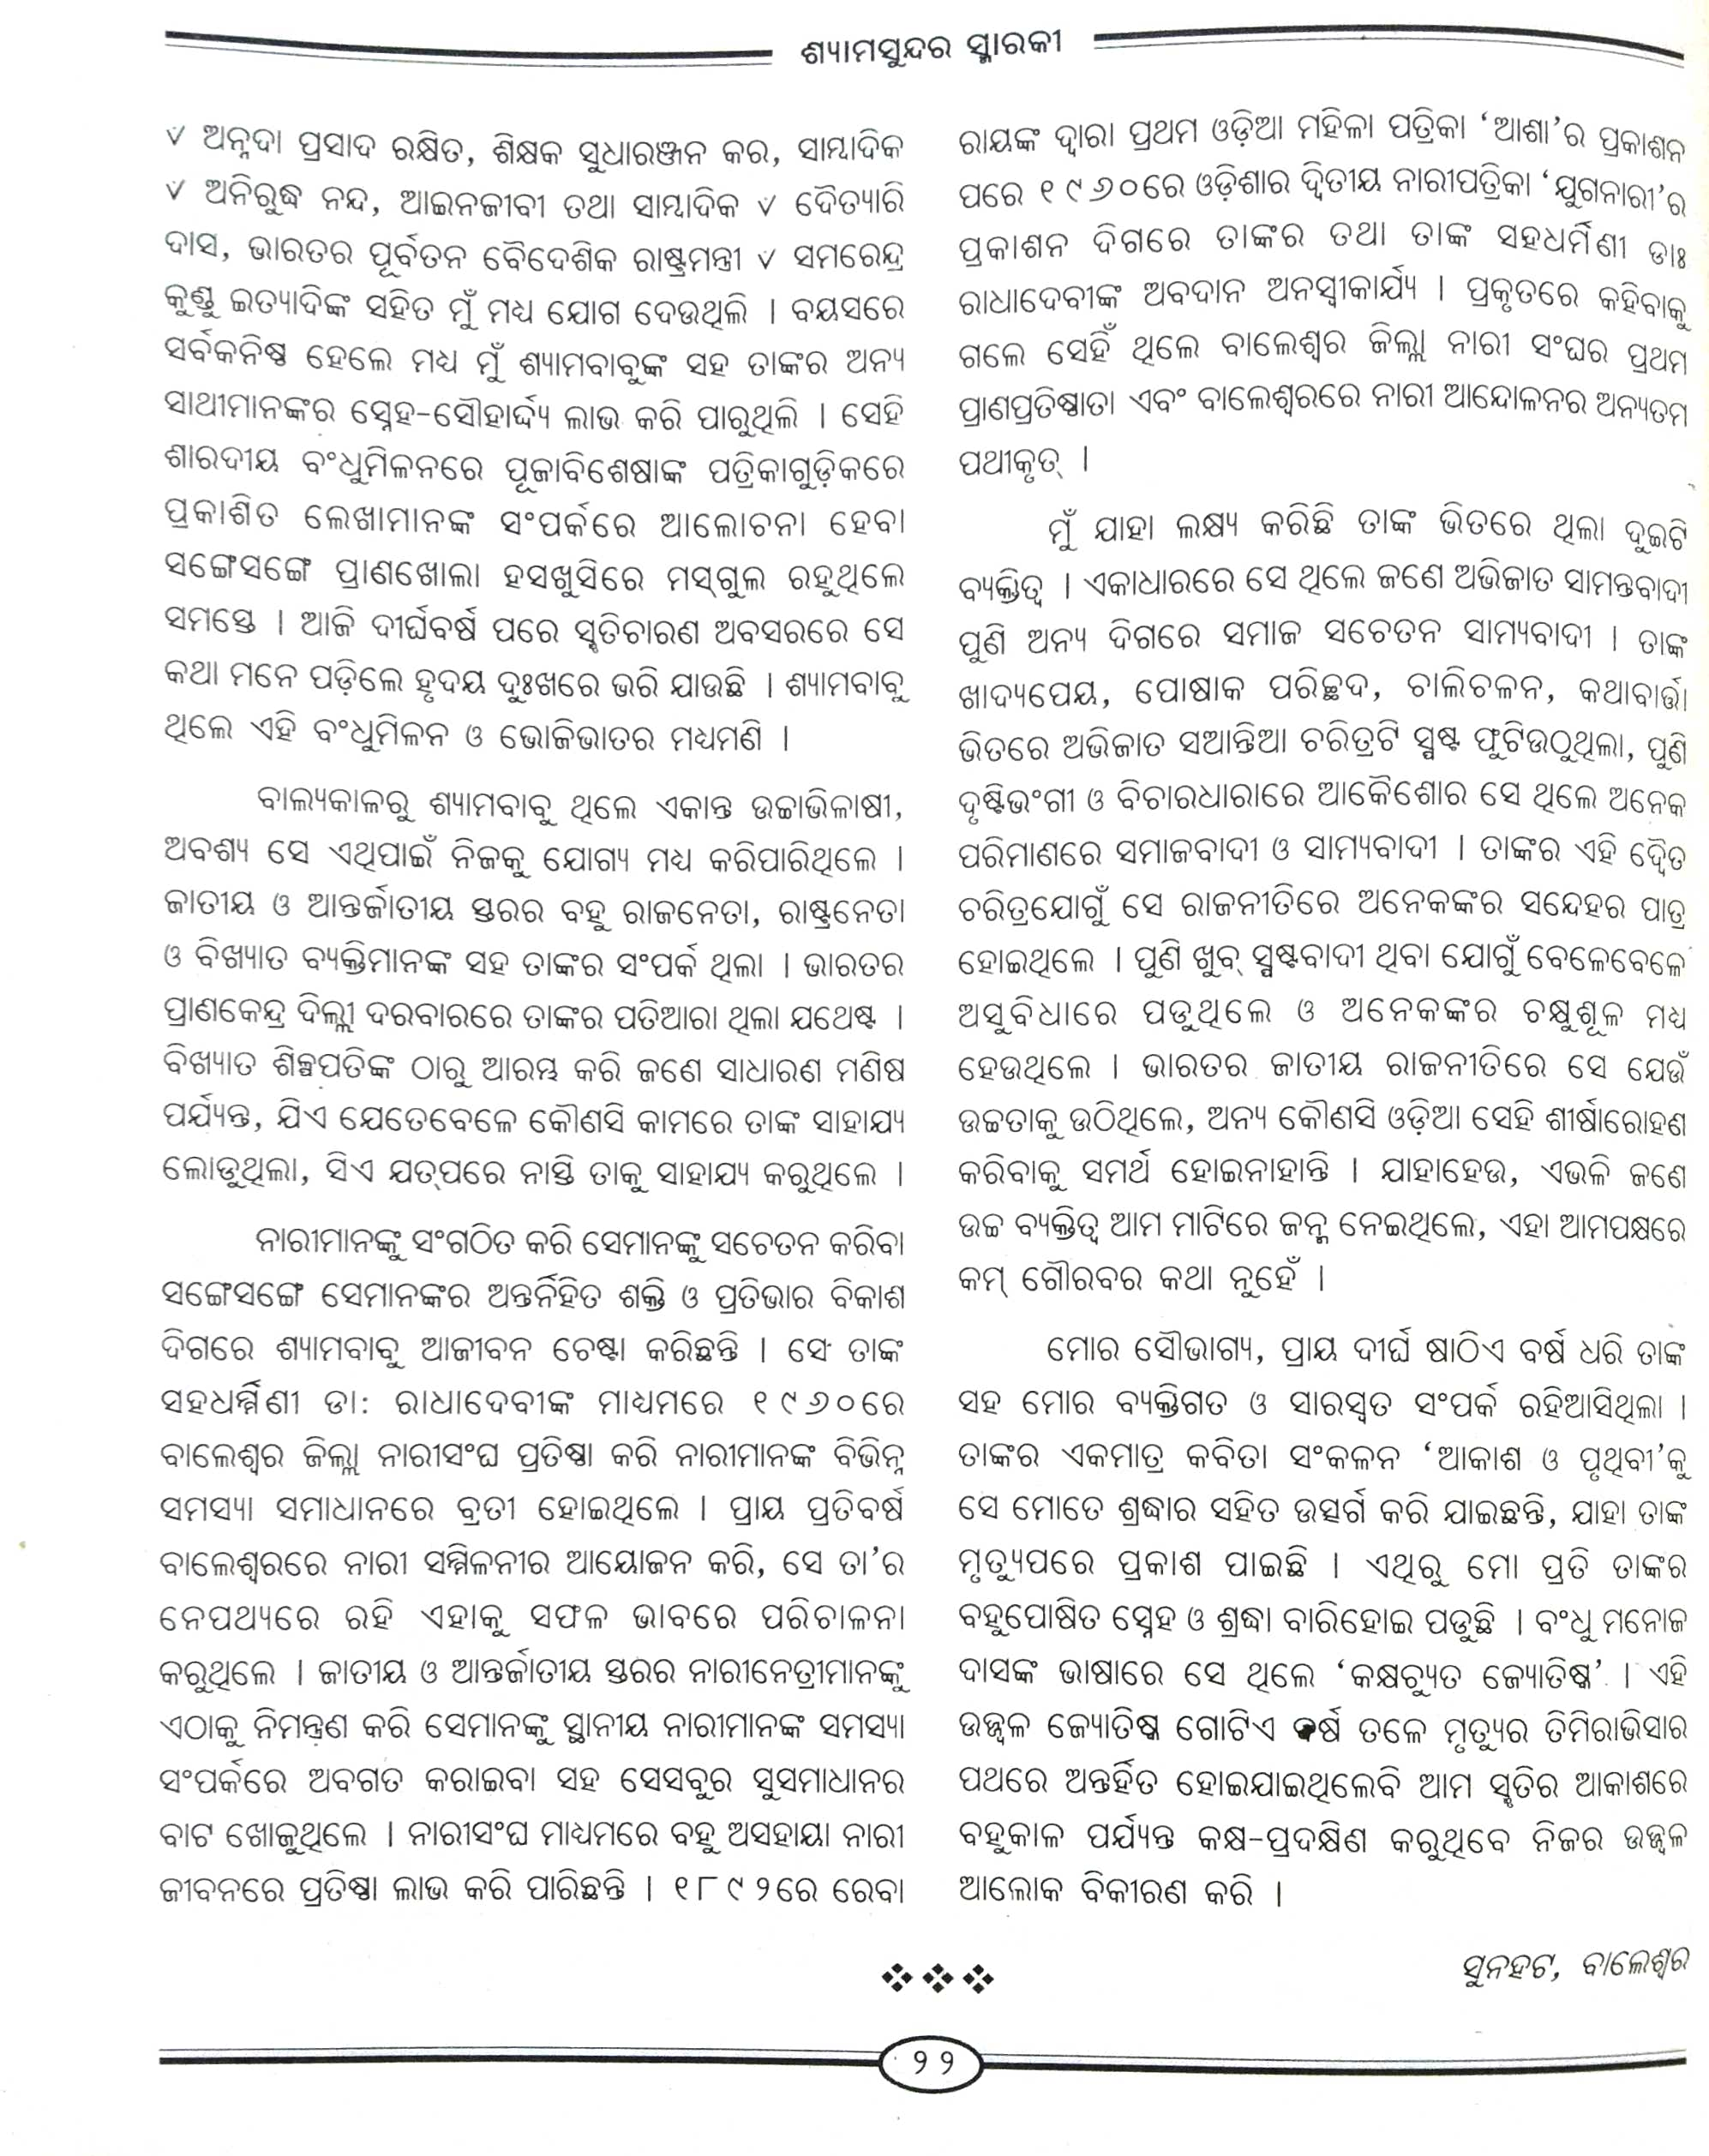 ଶ୍ୟାମସୁନ୍ଦର ସ୍ମାରକୀ
୰ ଅନ୍ନଦା ପ୍ରସାଦ ରକ୍ଷିତ, ଶିକ୍ଷକ ସୁଧାରଞ୍ଜନ କର, ସାମ୍ବାଦିକ
୰ ଅନିରୁଦ୍ଧ ନନ୍ଦ, ଆଇନଜୀବୀ ତଥା ସାମ୍ବାଦିକ ୰ ଦୈତ୍ୟାରି
ଦାସ, ଭାରତର ପୂର୍ବତନ ବୈଦେଶିକ ରାଷ୍ଟ୍ରମନ୍ତ୍ରୀ ୰ ସମରେନ୍ଦ୍ର
କୁଣ୍ଡୁ ଇତ୍ୟାଦିଙ୍କ ସହିତ ମୁଁ ମଧ୍ୟ ଯୋଗ ଦେଉଥିଲି । ବୟସରେ
ସର୍ବକନିଷ୍ଠ ହେଲେ ମଧ୍ୟ ମୁଁ ଶ୍ୟାମବାବୁଙ୍କ ସହ ତାଙ୍କର ଅନ୍ୟ
ସାଥୀମାନଙ୍କର ସ୍ନେହ-ସୌହାର୍ଦ୍ଦ୍ୟ ଲାଭ କରି ପାରୁଥିଲି । ସେହି
ଶାରଦୀୟ ବଂଧୁମିଳନରେ ପୂଜାବିଶେଷାଙ୍କ ପତ୍ରିକାଗୁଡ଼ିକରେ
ପ୍ରକାଶିତ ଲେଖାମାନଙ୍କ ସଂପର୍କରେ ଆଲୋଚନା ହେବା
ସଙ୍ଗେସଙ୍ଗେ ପ୍ରାଣଖୋଲା ହସଖୁସିରେ ମସ୍‌ଗୁଲ ରହୁଥିଲେ
ସମସ୍ତେ । ଆଜି ଦୀର୍ଘବର୍ଷ ପରେ ସ୍ମୃତିଚାରଣ ଅବସରରେ ସେ
କଥା ମନେ ପଡ଼ିଲେ ହୃଦୟ ଦୁଃଖରେ ଭରି ଯାଉଛି । ଶ୍ୟାମବାବୁ
ଥିଲେ ଏହି ବଂଧୁମିଳନ ଓ ଭୋଜିଭାତର ମଧ୍ୟମଣି ।
ବାଲ୍ୟକାଳରୁ ଶ୍ୟାମବାବୁ ଥିଲେ ଏକାନ୍ତ ଉଚ୍ଚାଭିଳାଷୀ,
ଅବଶ୍ୟ ସେ ଏଥିପାଇଁ ନିଜକୁ ଯୋଗ୍ୟ ମଧ୍ୟ କରିପାରିଥିଲେ ।
ଜାତୀୟ ଓ ଆନ୍ତର୍ଜାତୀୟ ସ୍ତରର ବହୁ ରାଜନେତା, ରାଷ୍ଟ୍ରନେତା
ଓ ବିଖ୍ୟାତ ବ୍ୟକ୍ତିମାନଙ୍କ ସହ ତାଙ୍କର ସଂପର୍କ ଥିଲା । ଭାରତର
ପ୍ରାଣକେନ୍ଦ୍ର ଦିଲ୍ଲୀ ଦରବାରରେ ତାଙ୍କର ପତିଆରା ଥିଲା ଯଥେଷ୍ଟ ।
ବିଖ୍ୟାତ ଶିଳ୍ପପତିଙ୍କ ଠାରୁ ଆରମ୍ଭ କରି ଜଣେ ସାଧାରଣ ମଣିଷ
ପର୍ଯ୍ୟନ୍ତ, ଯିଏ ଯେତେବେଳେ କୌଣସି କାମରେ ତାଙ୍କ ସାହାଯ୍ୟ
ଲୋଡୁଥିଲା, ସିଏ ଯତ୍‌ପରେ ନାସ୍ତି ତାକୁ ସାହାଯ୍ୟ କରୁଥିଲେ ।
ନାରୀମାନଙ୍କୁ ସଂଗଠିତ କରି ସେମାନଙ୍କୁ ସଚେତନ କରିବା
ସଙ୍ଗେସଙ୍ଗେ ସେମାନଙ୍କର ଅନ୍ତର୍ନିହିତ ଶକ୍ତି ଓ ପ୍ରତିଭାର ବିକାଶ
ଦିଗରେ ଶ୍ୟାମବାବୁ ଆଜୀବନ ଚେଷ୍ଟା କରିଛନ୍ତି । ସେ ତାଙ୍କ
ସହଧର୍ମ୍ମିଣୀ ଡା: ରାଧାଦେବୀଙ୍କ ମାଧ୍ୟମରେ ୧୯୬୦ରେ
ବାଲେଶ୍ୱର ଜିଲ୍ଲା ନାରୀସଂଘ ପ୍ରତିଷ୍ଠା କରି ନାରୀମାନଙ୍କ ବିଭିନ୍ନ
ସମସ୍ୟା ସମାଧାନରେ ବ୍ରତୀ ହୋଇଥିଲେ । ପ୍ରାୟ ପ୍ରତିବର୍ଷ
ବାଲେଶ୍ୱରରେ ନାରୀ ସମ୍ମିଳନୀର ଆୟୋଜନ କରି, ସେ ତା’ର
ନେପଥ୍ୟରେ ରହି ଏହାକୁ ସଫଳ ଭାବରେ ପରିଚାଳନା
କରୁଥିଲେ । ଜାତୀୟ ଓ ଆନ୍ତର୍ଜାତୀୟ ସ୍ତରର ନାରୀନେତ୍ରୀମାନଙ୍କୁ
ଏଠାକୁ ନିମନ୍ତ୍ରଣ କରି ସେମାନଙ୍କୁ ସ୍ଥାନୀୟ ନାରୀମାନଙ୍କ ସମସ୍ୟା
ସଂପର୍କରେ ଅବଗତ କରାଇବା ସହ ସେସବୁର ସୁସମାଧାନର
ବାଟ ଖୋଜୁଥିଲେ । ନାରୀସଂଘ ମାଧ୍ୟମରେ ବହୁ ଅସହାୟା ନାରୀ
ଜୀବନରେ ପ୍ରତିଷ୍ଠା ଲାଭ କରି ପାରିଛନ୍ତି । ୧୮୯୨ରେ ରେବା
ରାୟଙ୍କ ଦ୍ୱାରା ପ୍ରଥମ ଓଡ଼ିଆ ମହିଳା ପତ୍ରିକା ‘ଆଶା’ର ପ୍ରକାଶନ
ପରେ ୧୯୬୦ରେ ଓଡ଼ିଶାର ଦ୍ୱିତୀୟ ନାରୀପତ୍ରିକା ‘ଯୁଗନାରୀ’ର
ପ୍ରକାଶନ ଦିଗରେ ତାଙ୍କର ତଥା ତାଙ୍କ ସହଧର୍ମିଣୀ ଡାଃ
ରାଧାଦେବୀଙ୍କ ଅବଦାନ ଅନସ୍ୱୀକାର୍ଯ୍ୟ । ପ୍ରକୃତରେ କହିବାକୁ
ଗଲେ ସେହିଁ ଥିଲେ ବାଲେଶ୍ୱର ଜିଲ୍ଲା ନାରୀ ସଂଘର ପ୍ରଥମ
ପ୍ରାଣପ୍ରତିଷ୍ଠାତା ଏବଂ ବାଲେଶ୍ୱରରେ ନାରୀ ଆନ୍ଦୋଳନର ଅନ୍ୟତମ
ପଥୀକୃତ୍ ।
ମୁଁ ଯାହା ଲକ୍ଷ୍ୟ କରିଛି ତାଙ୍କ ଭିତରେ ଥିଲା ଦୁଇଟି
ବ୍ୟକ୍ତିତ୍ୱ । ଏକାଧାରରେ ସେ ଥିଲେ ଜଣେ ଅଭିଜାତ ସାମନ୍ତବାଦୀ
ପୁଣି ଅନ୍ୟ ଦିଗରେ ସମାଜ ସଚେତନ ସାମ୍ୟବାଦୀ । ତାଙ୍କ
ଖାଦ୍ୟପେୟ, ପୋଷାକ ପରିଚ୍ଛଦ, ଚାଲିଚଳନ, କଥାବାର୍ତ୍ତା
ଭିତରେ ଅଭିଜାତ ସଆନ୍ତିଆ ଚରିତ୍ରଟି ସ୍ପଷ୍ଟ ଫୁଟିଉଠୁଥିଲା, ପୁଣି
ଦୃଷ୍ଟିଭଂଗୀ ଓ ବିଚାରଧାରାରେ ଆକୈଶୋର ସେ ଥିଲେ ଅନେକ
ପରିମାଣରେ ସମାଜବାଦୀ ଓ ସାମ୍ୟବାଦୀ । ତାଙ୍କର ଏହି ଦ୍ୱୈତ
ଚରିତ୍ରଯୋଗୁଁ ସେ ରାଜନୀତିରେ ଅନେକଙ୍କର ସନ୍ଦେହର ପାତ୍ର
ହୋଇଥିଲେ । ପୁଣି ଖୁବ୍ ସ୍ପଷ୍ଟବାଦୀ ଥିବା ଯୋଗୁଁ ବେଳେବେଳେ
ଅସୁବିଧାରେ ପଡୁଥିଲେ ଓ ଅନେକଙ୍କର ଚକ୍ଷୁଶୂଳ ମଧ୍ୟ
ହେଉଥିଲେ । ଭାରତର ଜାତୀୟ ରାଜନୀତିରେ ସେ ଯେଉଁ
ଉଚ୍ଚତାକୁ ଉଠିଥିଲେ, ଅନ୍ୟ କୌଣସି ଓଡ଼ିଆ ସେହି ଶୀର୍ଷାରୋହଣ
କରିବାକୁ ସମର୍ଥ ହୋଇନାହାନ୍ତି । ଯାହାହେଉ, ଏଭଳି ଜଣେ
ଉଚ୍ଚ ବ୍ୟକ୍ତିତ୍ୱ ଆମ ମାଟିରେ ଜନ୍ମ ନେଇଥିଲେ, ଏହା ଆମପକ୍ଷରେ
କମ୍ ଗୌରବର କଥା ନୁହେଁ ।
ମୋର ସୌଭାଗ୍ୟ, ପ୍ରାୟ ଦୀର୍ଘ ଷାଠିଏ ବର୍ଷ ଧରି ତାଙ୍କ
ସହ ମୋର ବ୍ୟକ୍ତିଗତ ଓ ସାରସ୍ୱତ ସଂପର୍କ ରହିଆସିଥିଲା ।
ତାଙ୍କର ଏକମାତ୍ର କବିତା ସଂକଳନ ‘ଆକାଶ ଓ ପୃଥିବୀ’କୁ
ସେ ମୋତେ ଶ୍ରଦ୍ଧାର ସହିତ ଉତ୍ସର୍ଗ କରି ଯାଇଛନ୍ତି, ଯାହା ତାଙ୍କ
ମୃତ୍ୟୁପରେ ପ୍ରକାଶ ପାଇଛି । ଏଥିରୁ ମୋ ପ୍ରତି ତାଙ୍କର
ବହୁପୋଷିତ ସ୍ନେହ ଓ ଶ୍ରଦ୍ଧା ବାରିହୋଇ ପଡୁଛି । ବଂଧୁ ମନୋଜ
ଦାସଙ୍କ ଭାଷାରେ ସେ ଥିଲେ ‘କକ୍ଷଚ୍ୟୁତ ଜ୍ୟୋତିଷ୍କ’ । ଏହି
ଉଜ୍ଜ୍ୱଳ ଜ୍ୟୋତିଷ୍କ ଗୋଟିଏ ବର୍ଷ ତଳେ ମୃତ୍ୟୁର ତିମିରାଭିସାର
ପଥରେ ଅନ୍ତର୍ହିତ ହୋଇଯାଇଥିଲେବି ଆମ ସ୍ମୃତିର ଆକାଶରେ
ବହୁକାଳ ପର୍ଯ୍ୟନ୍ତ କକ୍ଷ-ପ୍ରଦକ୍ଷିଣ କରୁଥିବେ ନିଜର ଉଜ୍ଜ୍ୱଳ
ଆଲୋକ ବିକୀରଣ କରି ।
ସୁନହଟ, ବାଲେଶ୍ୱର
୨୨